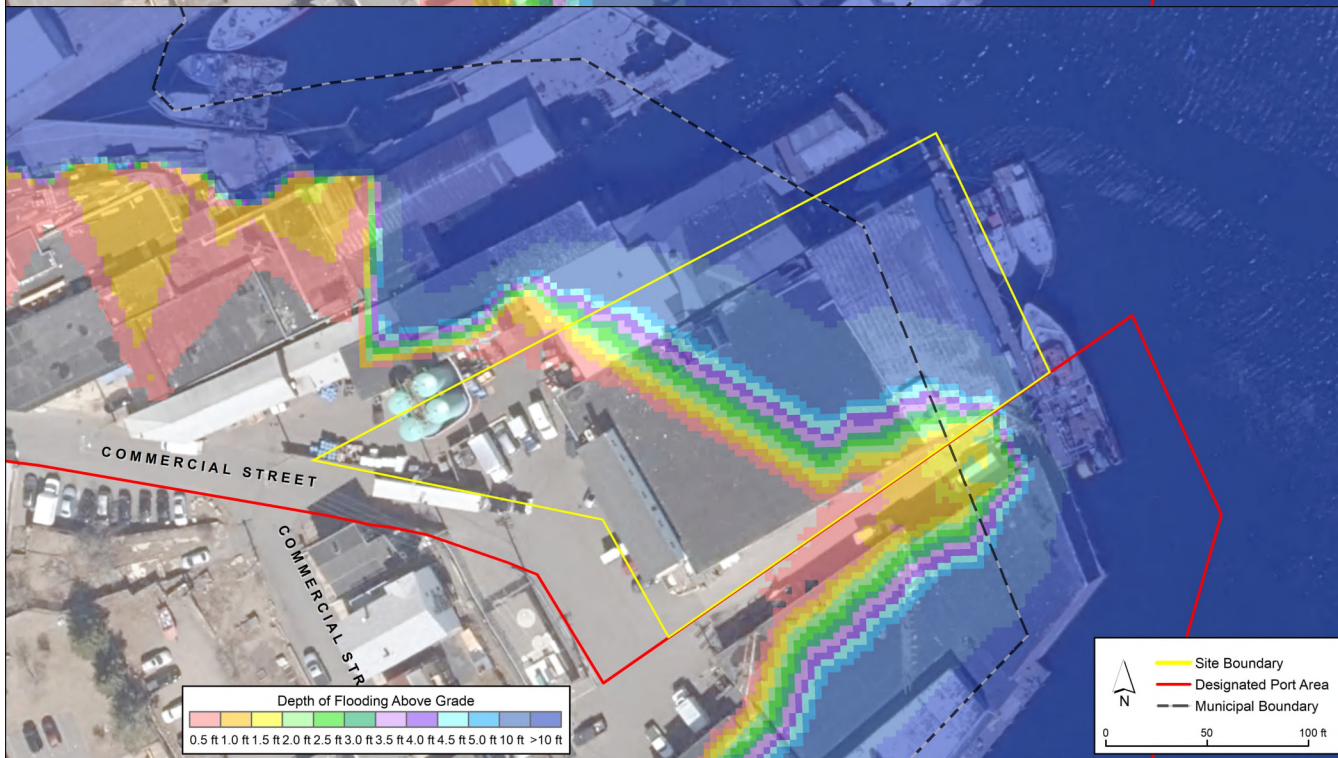 COMMERCIAL STREET
COMMERCIAL STR
Depth of Flooding Above Grade
0.5 ft 1.0 ft 1.5 ft 2.0 ft 2.5 ft 3.0 ft 3.5 ft 4.0 ft 4.5 ft 5.0 ft 10 ft >10 ft
Site Boundary
Designated Port Area
Municipal Boundary
N
0 50 100 ft